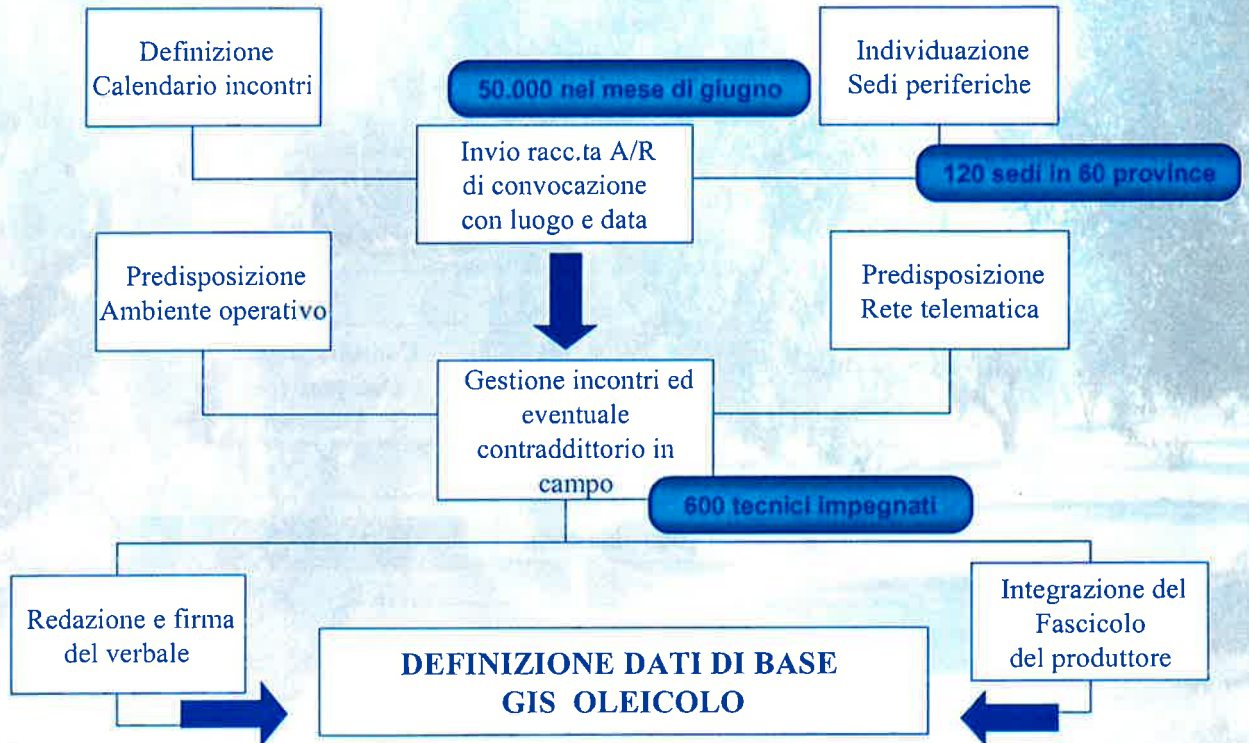 Definizione
Calendario incontri
50.000 nel mese di giugno
Individuazione
Sedi periferiche
Invio racc.ta A/R
di convocazione
con luogo e data
120 sedi in 60 province
Predisposizione
Ambiente operativo
Predisposizione
Rete telematica
Gestione incontri ed
eventuale
contraddittorio in
campo
600 tecnici impegnati
Redazione e firma
del verbale
Integrazione del
Fascicolo
del produttore
DEFINIZIONE DATI DI BASE
GIS OLEICOLO